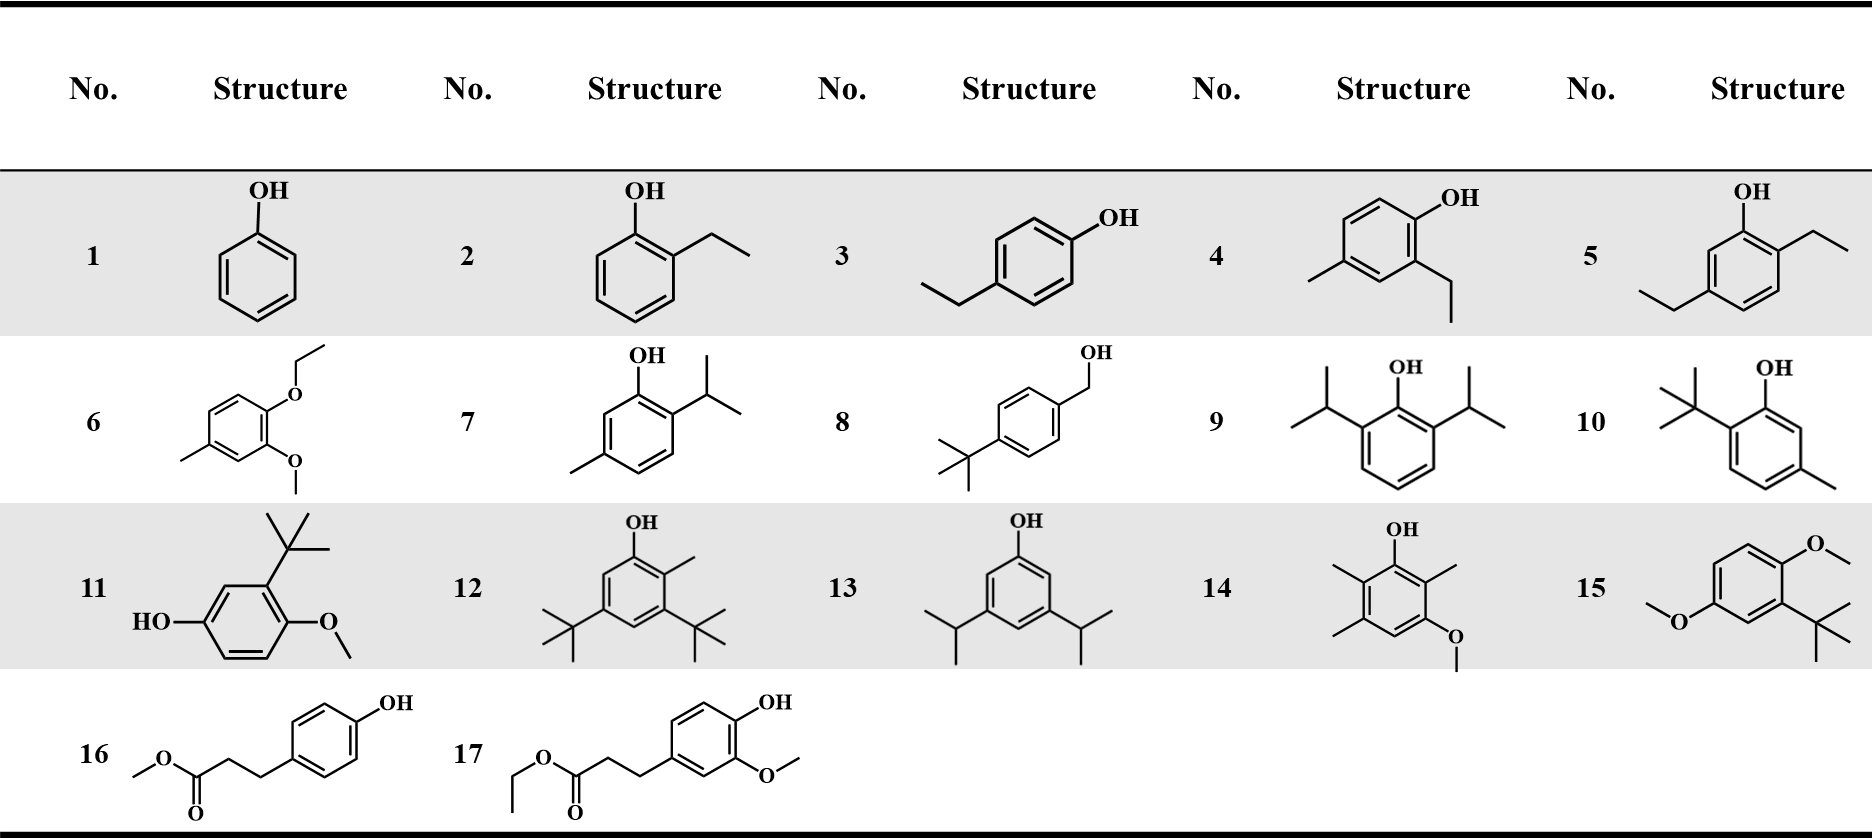 No. Structure No. Structure No. Structure No. Structure No. Structure
1 OH 2 OH 3 OH 4 OH 5 OH
6 O O 7 OH 8 OH 9 OH 10 OH
11 HO O 12 OH 13 OH 14 OH O 15 O O
16 O O OH 17 O O OH O